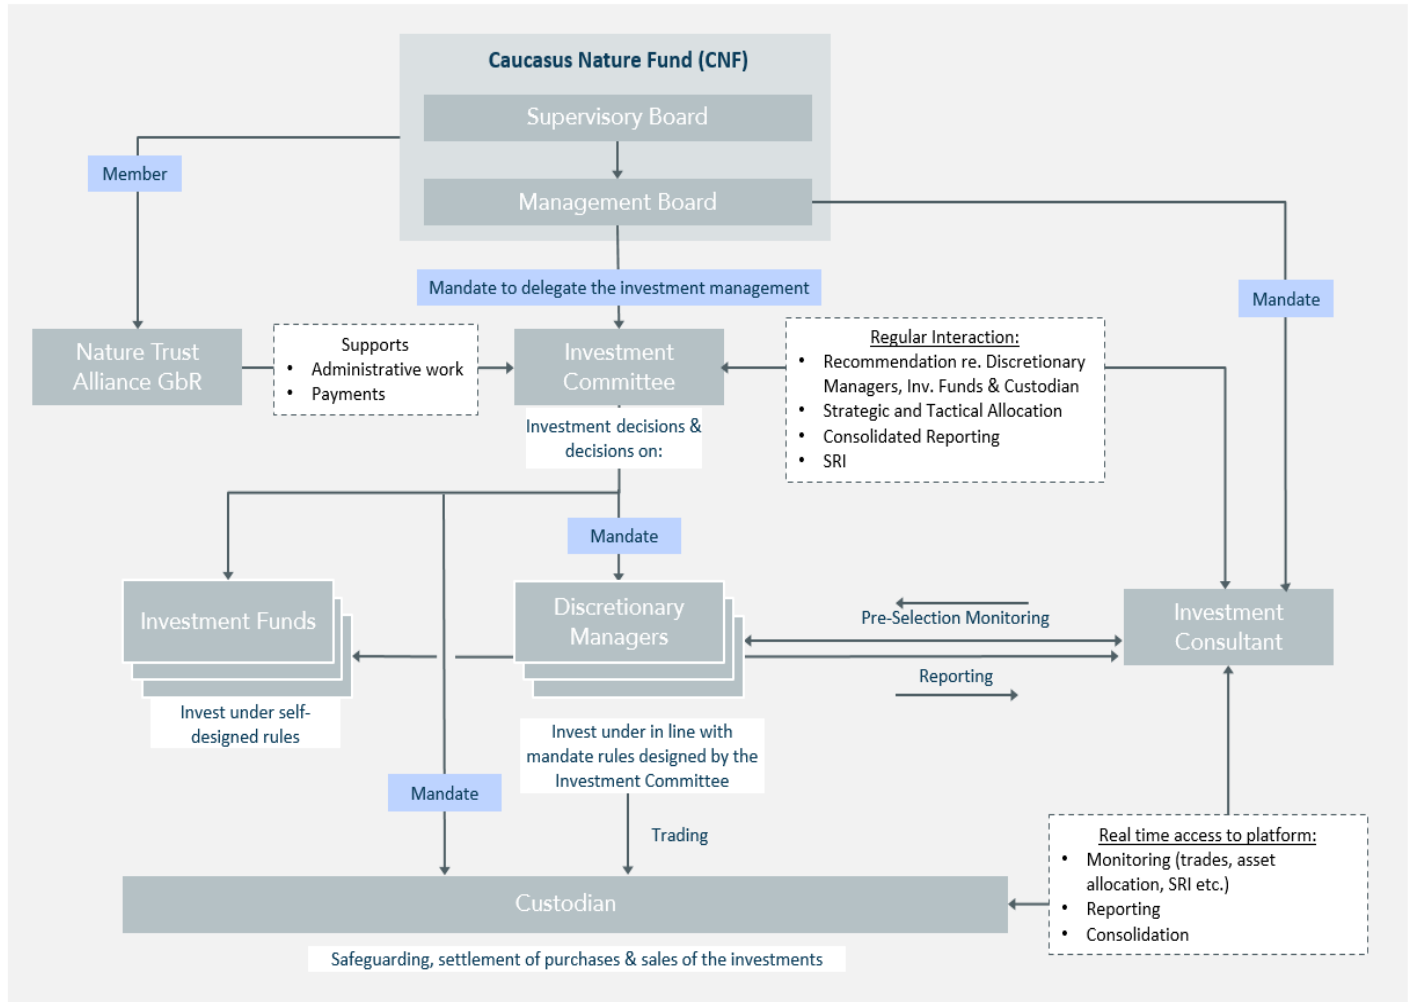 Caucasus Nature Fund (CNF)
Supervisory Board
Management Board
Member
Mandate to delegate the investment management
Mandate
Nature Trust
Alliance GbR
Supports
• Administrative work
• Payments
Investment
Committee
Regular Interaction:
• Recommendation re. Discretionary
Managers, Inv. Funds & Custodian
• Strategic and Tactical Allocation
• Consolidated Reporting
• SRI
Investment decisions &
decisions on:
Mandate
Investment Funds
Discretionary
Managers
Pre-Selection Monitoring
Reporting
Investment
Consultant
Invest under self-
designed rules
Invest under in line with
mandate rules designed by the
Investment Committee
Mandate
Trading
Real time access to platform:
• Monitoring (trades, asset
allocation, SRI etc.)
• Reporting
• Consolidation
Custodian
Safeguarding, settlement of purchases & sales of the investments